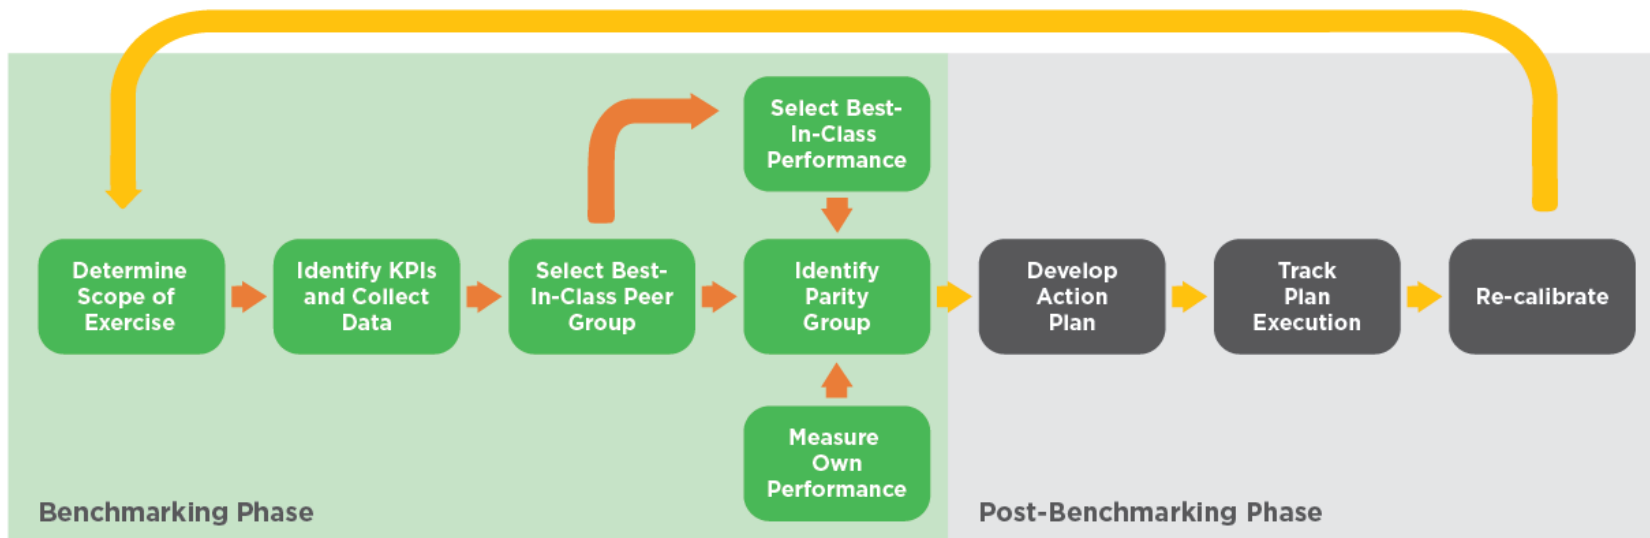 Select Best-
In-Class
Performance
Determine
Scope of
Exercise
Identify KPIs
and Collect
Data
Select Best-
In-Class Peer
Group
Identify
Parity
Group
Develop
Action
Plan
Track
Plan
Execution
Re-calibrate
Measure
Own
Performance
Benchmarking Phase
Post-Benchmarking Phase